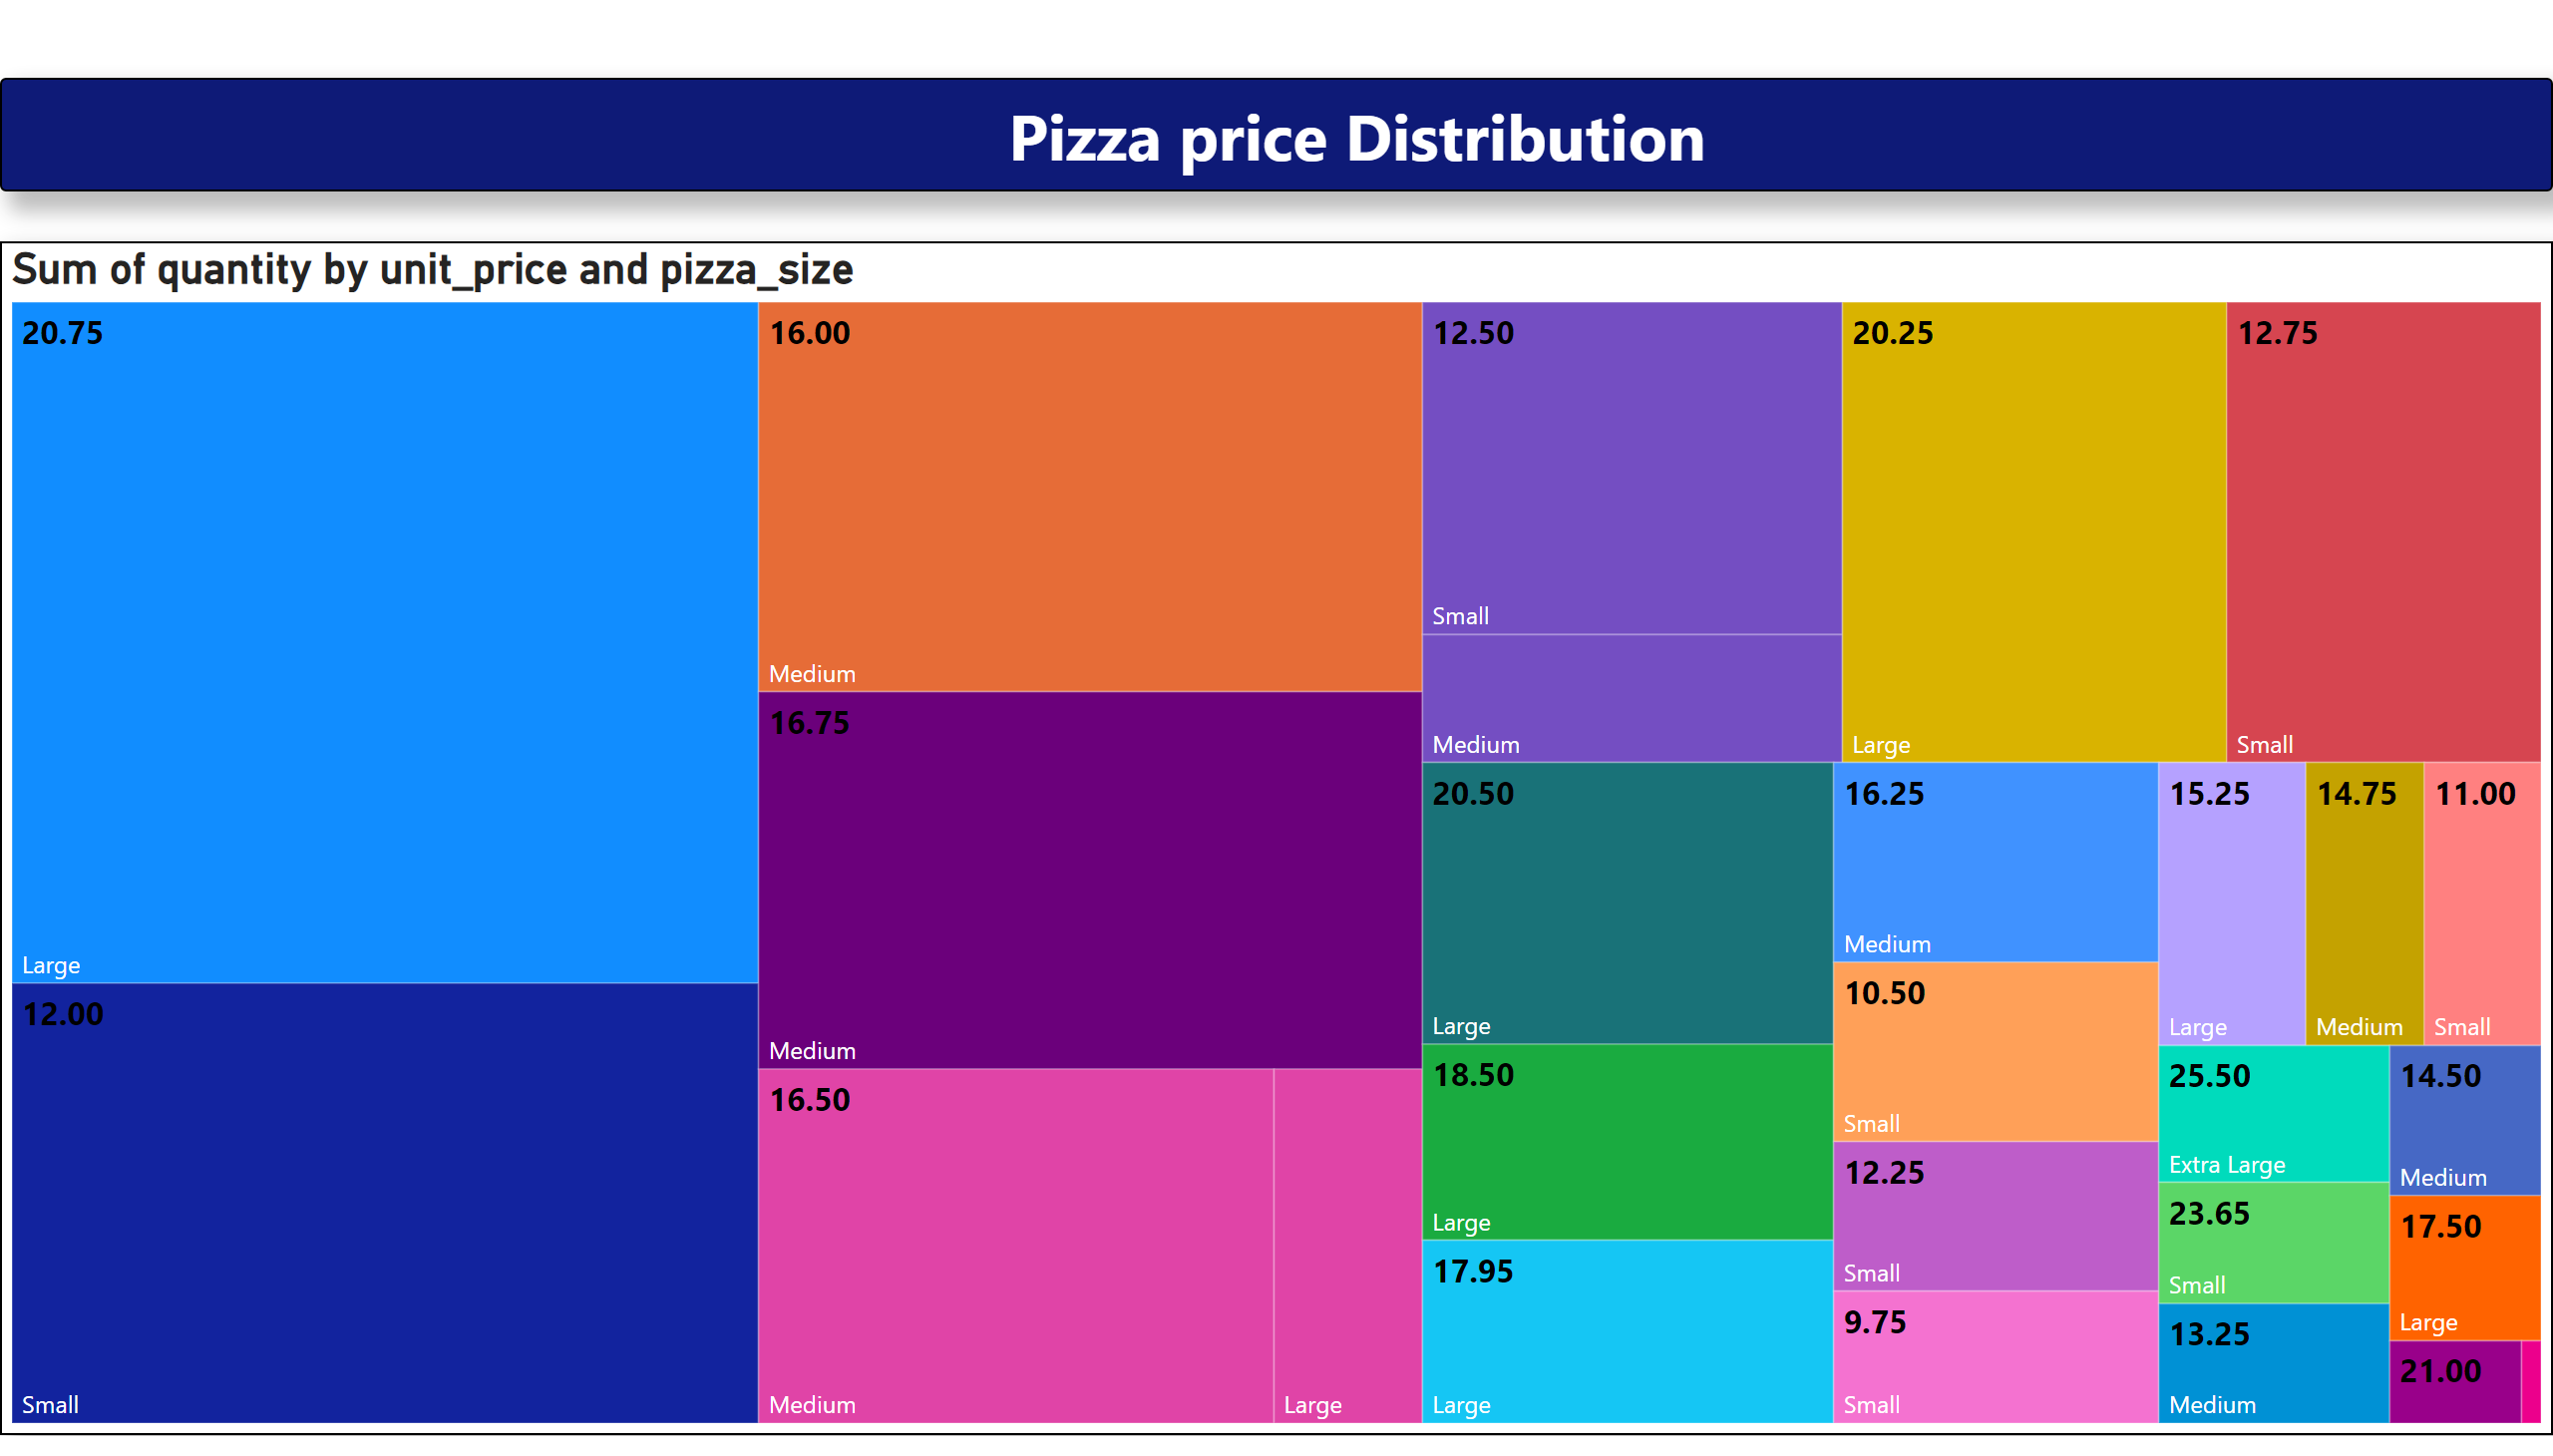 Pizza price Distribution
Sum of quantity by unit_price and pizza_size
20.75
Large
12.00
Small
16.00
Medium
16.75
Medium
16.50
Medium
Large
12.50
Small
Medium
20.25
Large
12.75
Small
20.50
Large
18.50
Large
17.95
Large
16.25
Medium
10.50
Small
12.25
Small
9.75
Small
15.25
Large
14.75
Medium
11.00
Small
25.50
Extra Large
23.65
Small
13.25
Medium
14.50
Medium
17.50
Large
21.00